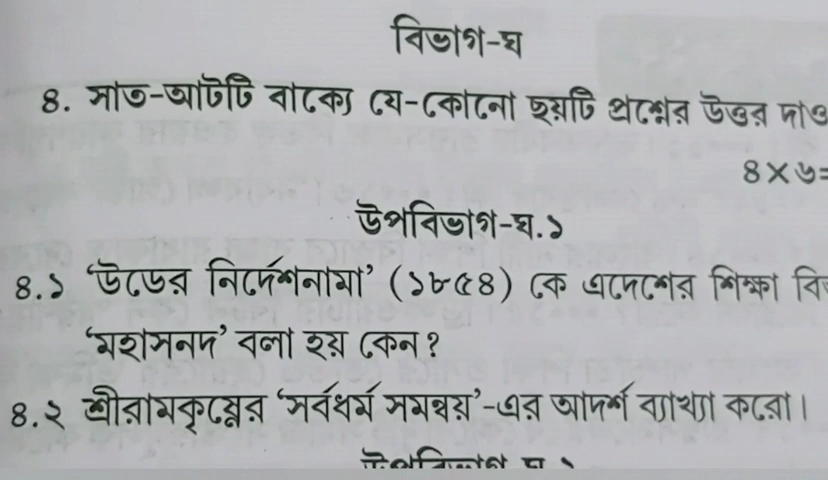 বিভাগ-ঘ
৪. সাত-আটটি বাক্যে যে-কোনো ছয়টি প্রশ্নের উত্তর দাও
৪×৬=
উপবিভাগ-ঘ.১
৪.১ ‘উডের নির্দেশনামা’ (১৮৫৪) কে এদেশের শিক্ষা
‘মহাসনদ’ বলা হয় কেন?
৪.২ শ্রীরামকৃষ্ণের ‘সর্বধর্ম সমন্বয়’-এর আদর্শ ব্যাখ্যা করো।